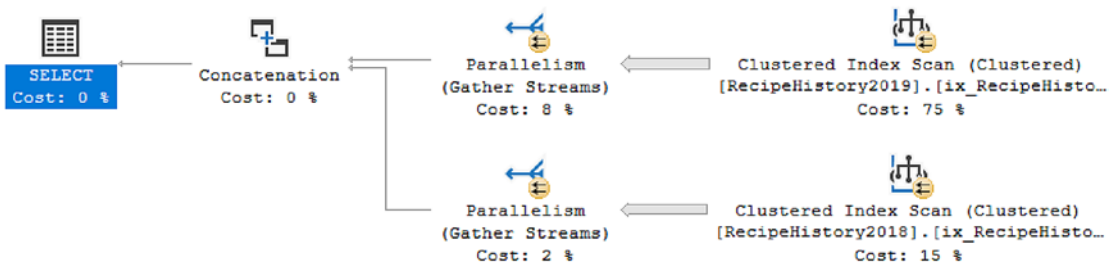 SELECT
Cost: 0 %
Concatenation
Cost: 0 %
Parallelism
(Gather Streams)
Cost: 8 %
Clustered Index Scan (Clustered)
[RecipeHistory2019].[ix_RecipeHisto…
Cost: 75 %
Parallelism
(Gather Streams)
Cost: 2 %
Clustered Index Scan (Clustered)
[RecipeHistory2018].[ix_RecipeHisto…
Cost: 15 %